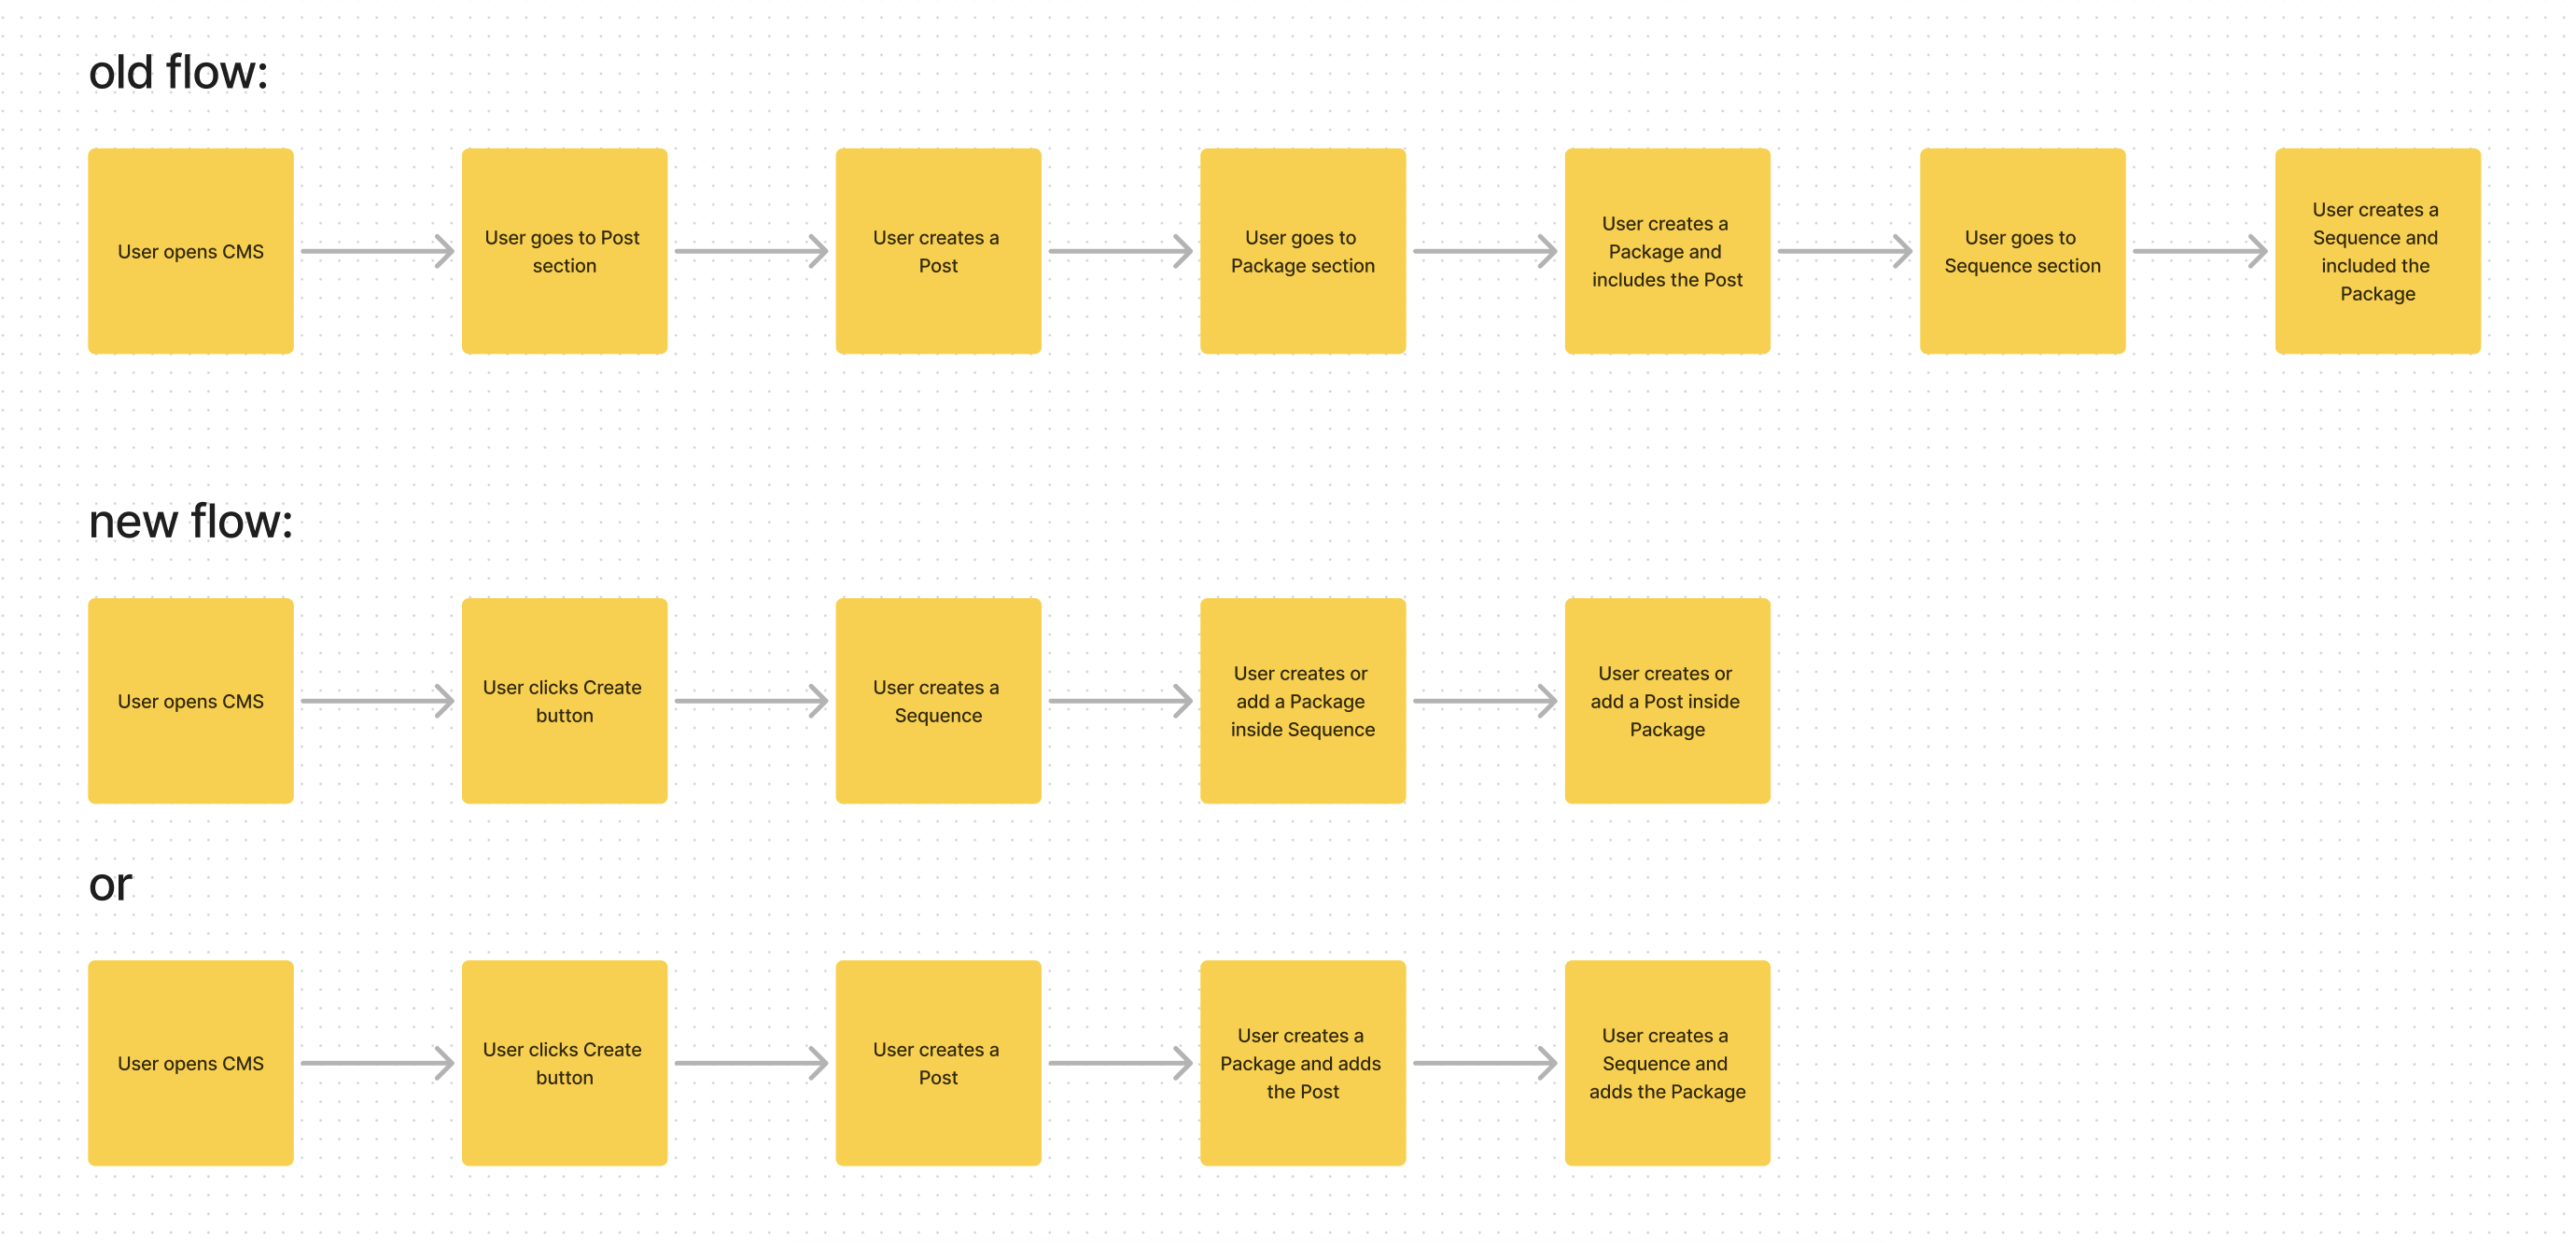 old flow:
User opens CMS
User goes to Post
section
User creates a
Post
User goes to
Package section
User creates a
Package and
includes the Post
User goes to
Sequence section
User creates a
Sequence and
included the
Package
new flow:
User opens CMS
User clicks Create
button
User creates a
Sequence
User creates or
add a Package
inside Sequence
User creates or
add a Post inside
Package
or
User opens CMS
User clicks Create
button
User creates a
Post
User creates a
Package and adds
the Post
User creates a
Sequence and
adds the Package